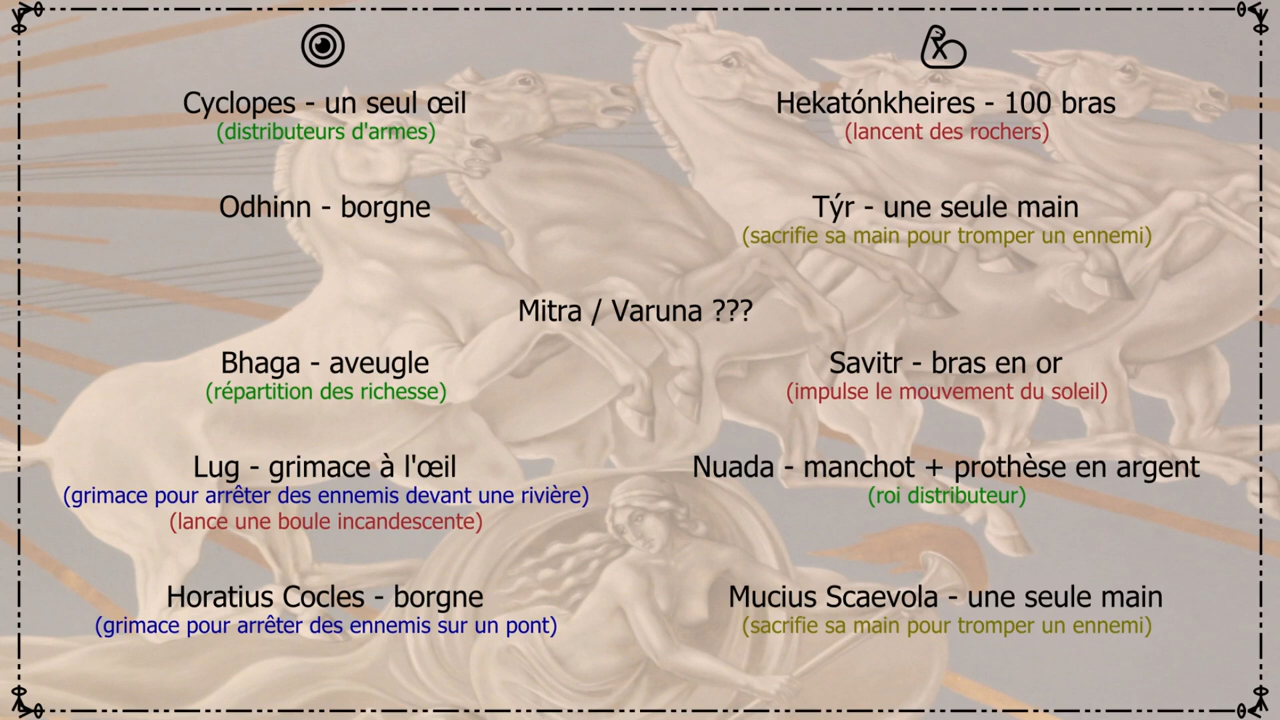 Cyclopes - un seul œil
(distributeurs d'armes)
Hekatónkheires - 100 bras
(lancent des rochers)
Odhinn - borgne
Týr - une seule main
(sacrifie sa main pour tromper un ennemi)
Mitra / Varuna ???
Bhaga - aveugle
(répartition des richesse)
Savitr - bras en or
(impulse le mouvement du soleil)
Lug - grimace à l'œil
(grimace pour arrêter des ennemis devant une rivière)
(lance une boule incandescente)
Nuada - manchot + prothèse en argent
(roi distributeur)
Horatius Cocles - borgne
(grimace pour arrêter des ennemis sur un pont)
Mucius Scaevola - une seule main
(sacrifie sa main pour tromper un ennemi)